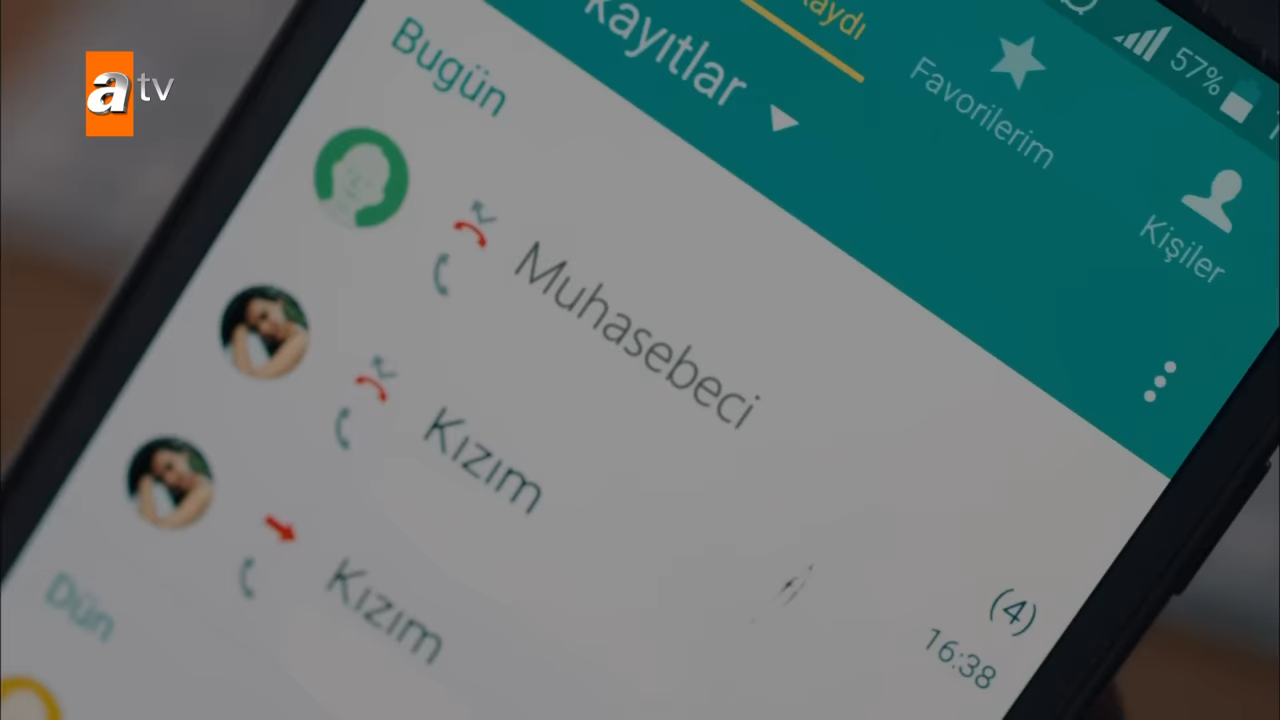 atv
57%
Kişiler
Favorilerim
kayıtlar
Bugün
Muhasebeci
Kızım
(4)
16:38
Kızım
Dün